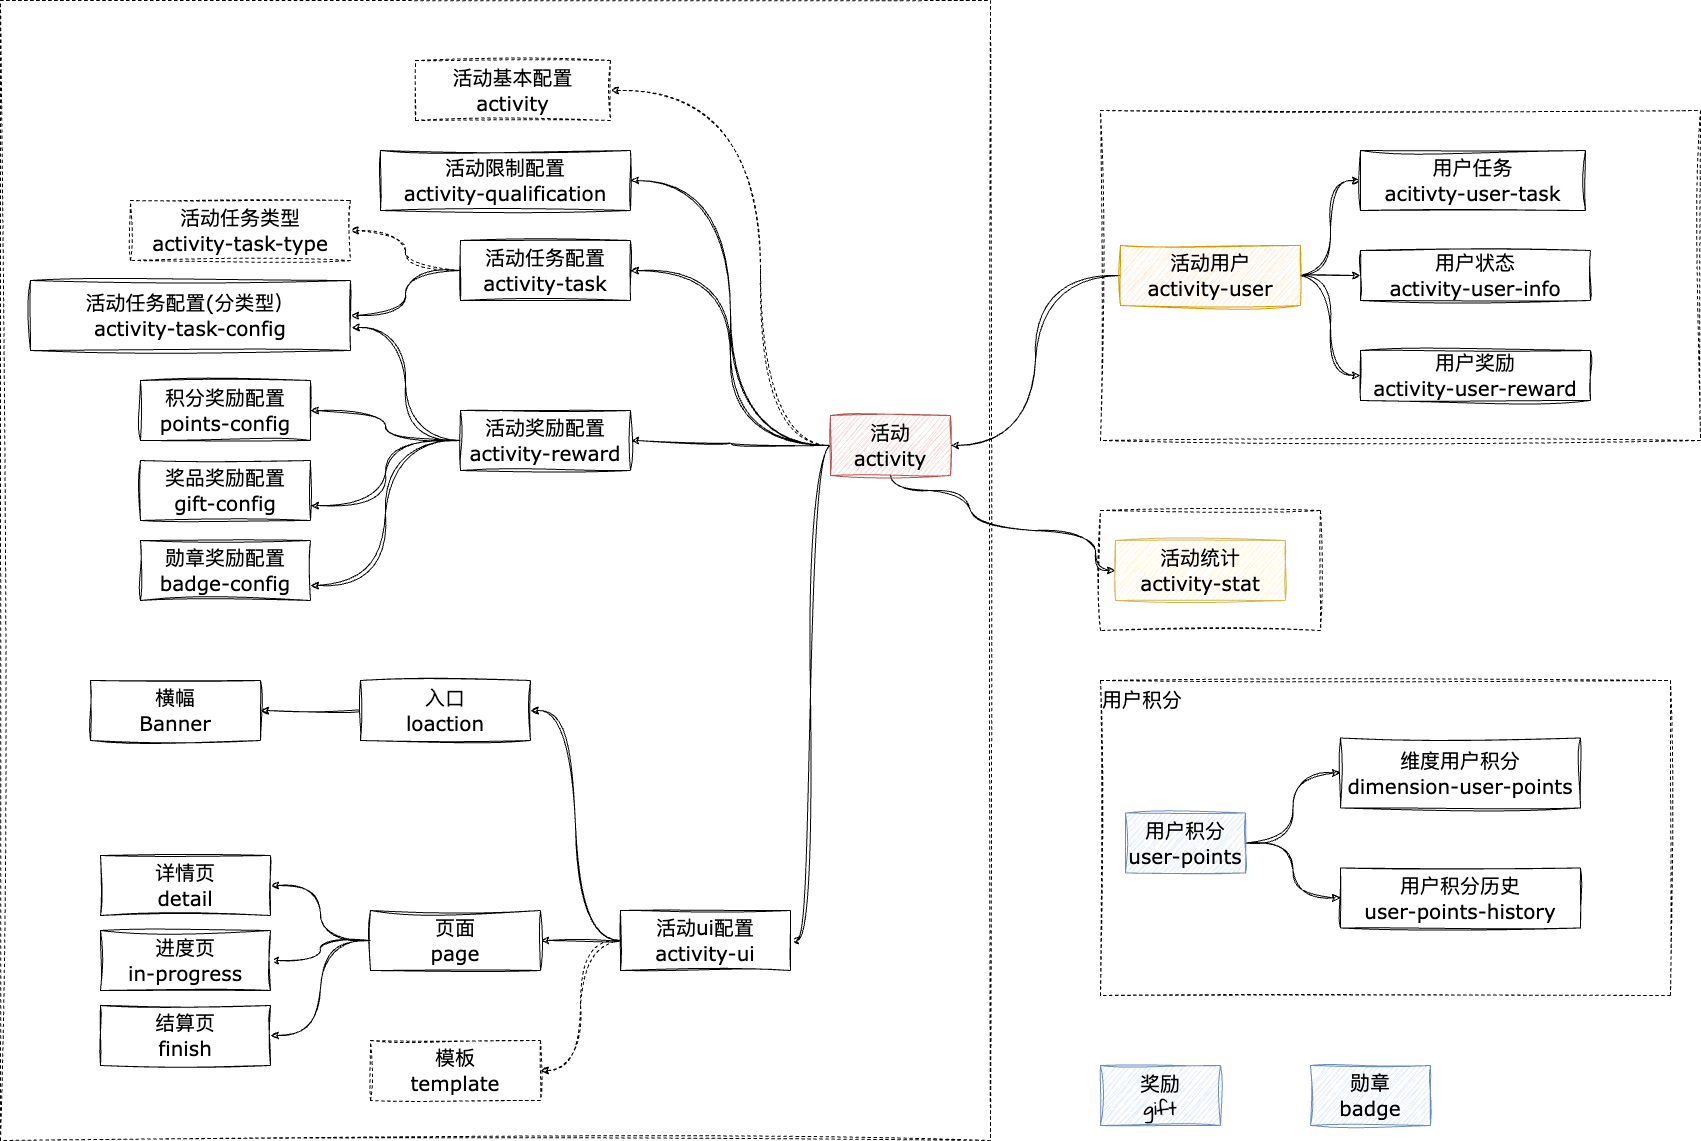 活动基本配置
activity
活动限制配置
activity-qualification
活动任务类型
activity-task-type
活动任务配置
activity-task
活动任务配置(分类型)
activity-task-config
积分奖励配置
points-config
活动奖励配置
activity-reward
奖品奖励配置
gift-config
勋章奖励配置
badge-config
活动
activity
横幅
Banner
入口
loaction
详情页
detail
页面
page
活动ui配置
activity-ui
进度页
in-progress
结算页
finish
模板
template
用户任务
acitivty-user-task
活动用户
activity-user
用户状态
activity-user-info
用户奖励
activity-user-reward
活动统计
activity-stat
用户积分
维度用户积分
dimension-user-points
用户积分
user-points
用户积分历史
user-points-history
奖励
gift
勋章
badge